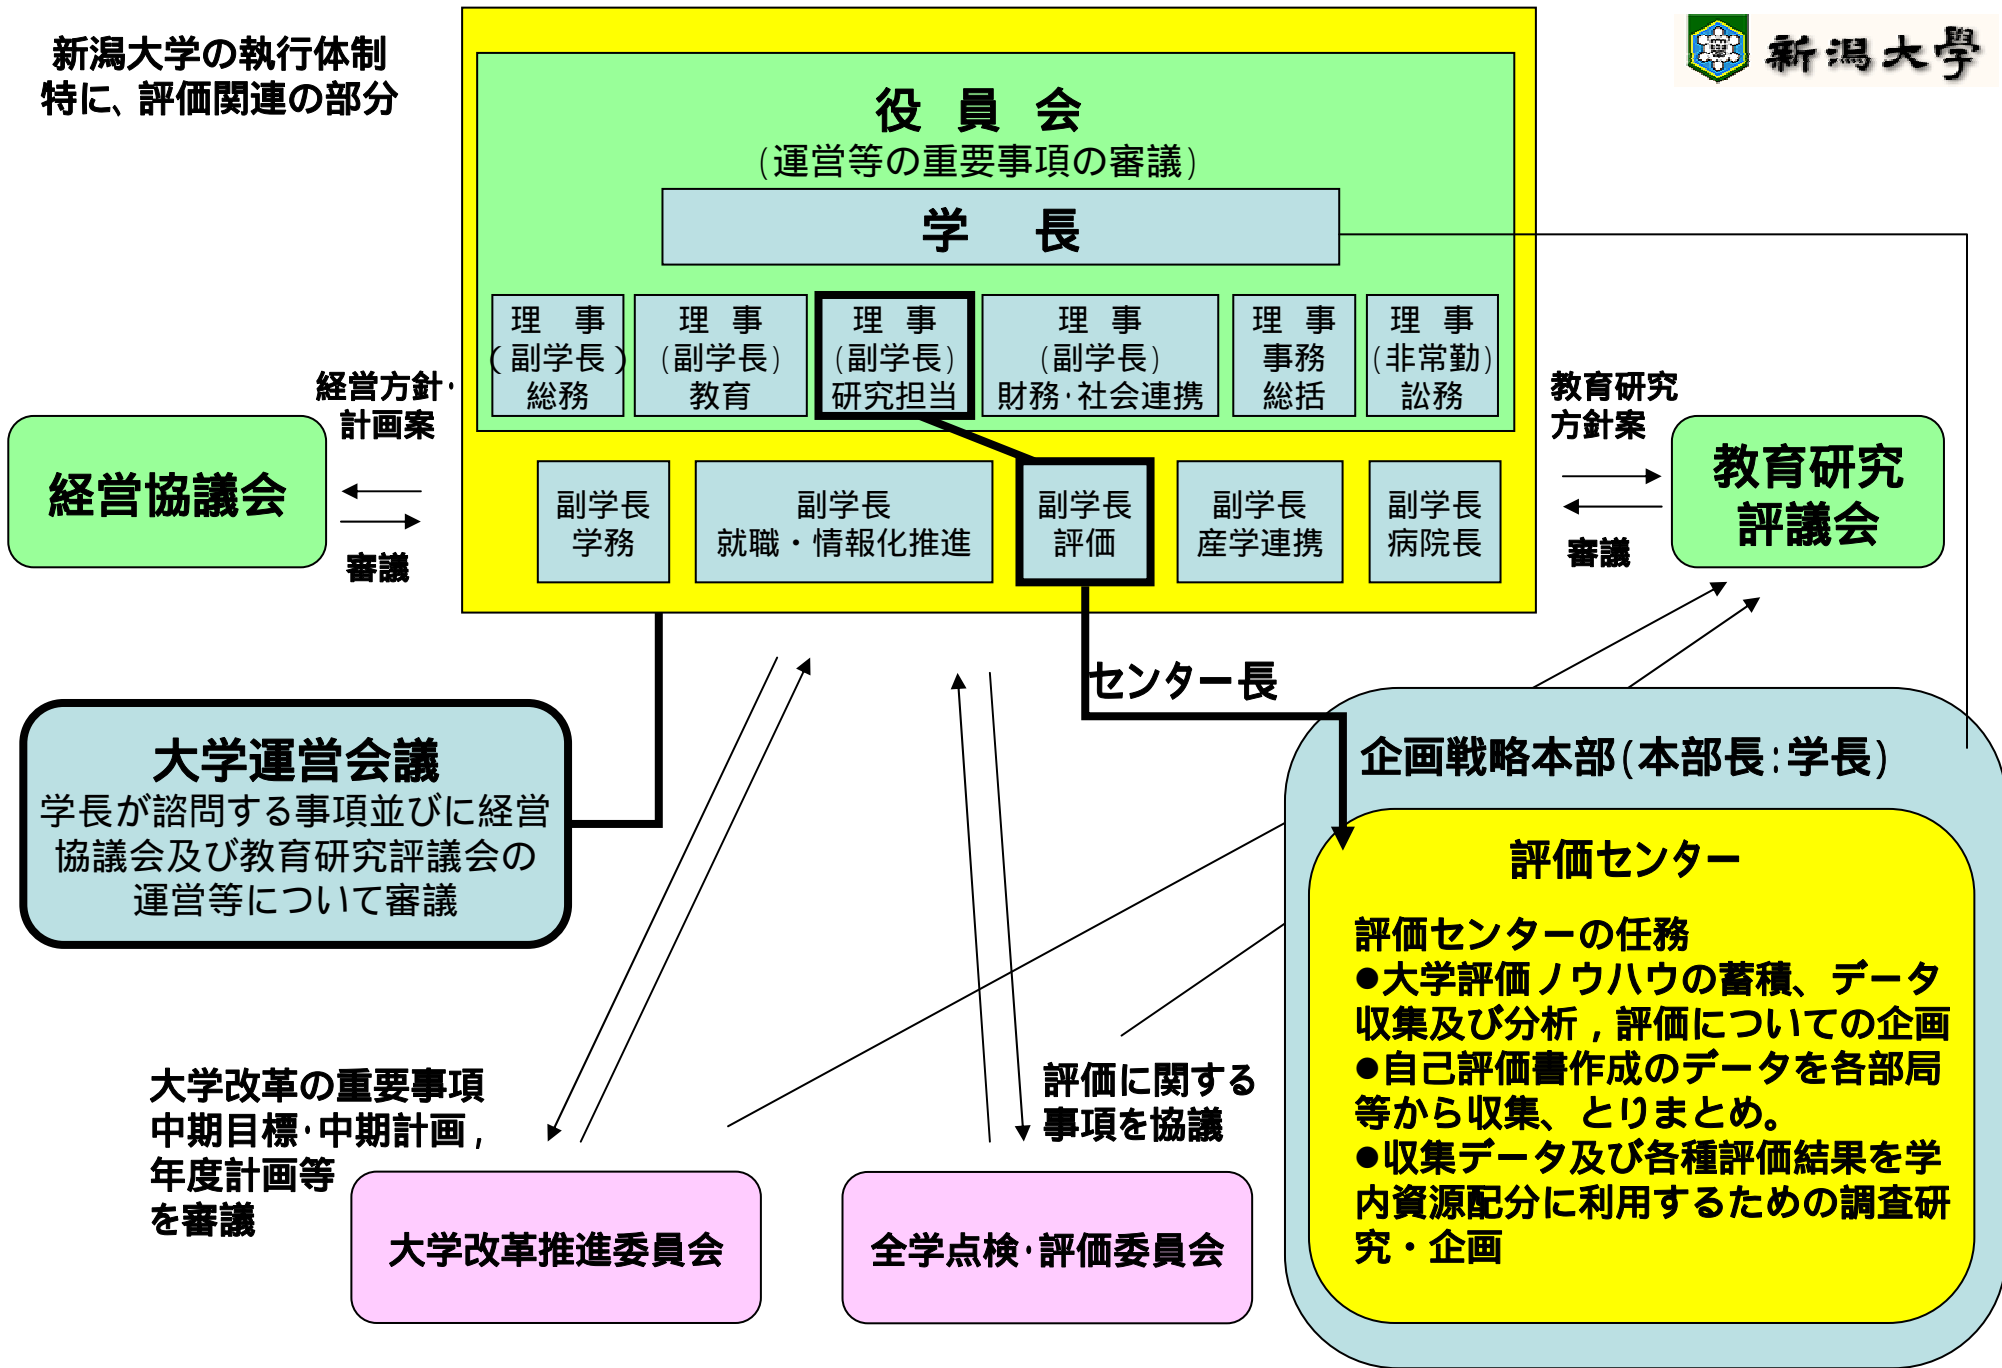 新潟大学の執行体制
特に、評価関連の部分
新潟大學
役 員 会
(運営等の重要事項の審議)
学 長
理 事
(副学長)
総務
理 事
(副学長)
教育
理 事
(副学長)
研究担当
理 事
(副学長)
財務・社会連携
理 事
事務
総括
理 事
(非常勤)
訟務
副学長
学務
副学長
就職・情報化推進
副学長
評価
副学長
産学連携
副学長
病院長
経営方針・
計画案
経営協議会
審議
教育研究
方針案
教育研究
評議会
審議
センター長
大学運営会議
学長が諮問する事項並びに経営
協議会及び教育研究評議会の
運営等について審議
企画戦略本部(本部長:学長)
評価センター
評価センターの任務
●大学評価ノウハウの蓄積、データ
収集及び分析，評価についての企画
●自己評価書作成のデータを各部局
等から収集、とりまとめ。
●収集データ及び各種評価結果を学
内資源配分に利用するための調査研
究・企画
大学改革の重要事項
中期目標・中期計画，
年度計画等
を審議
評価に関する
事項を協議
大学改革推進委員会
全学点検・評価委員会